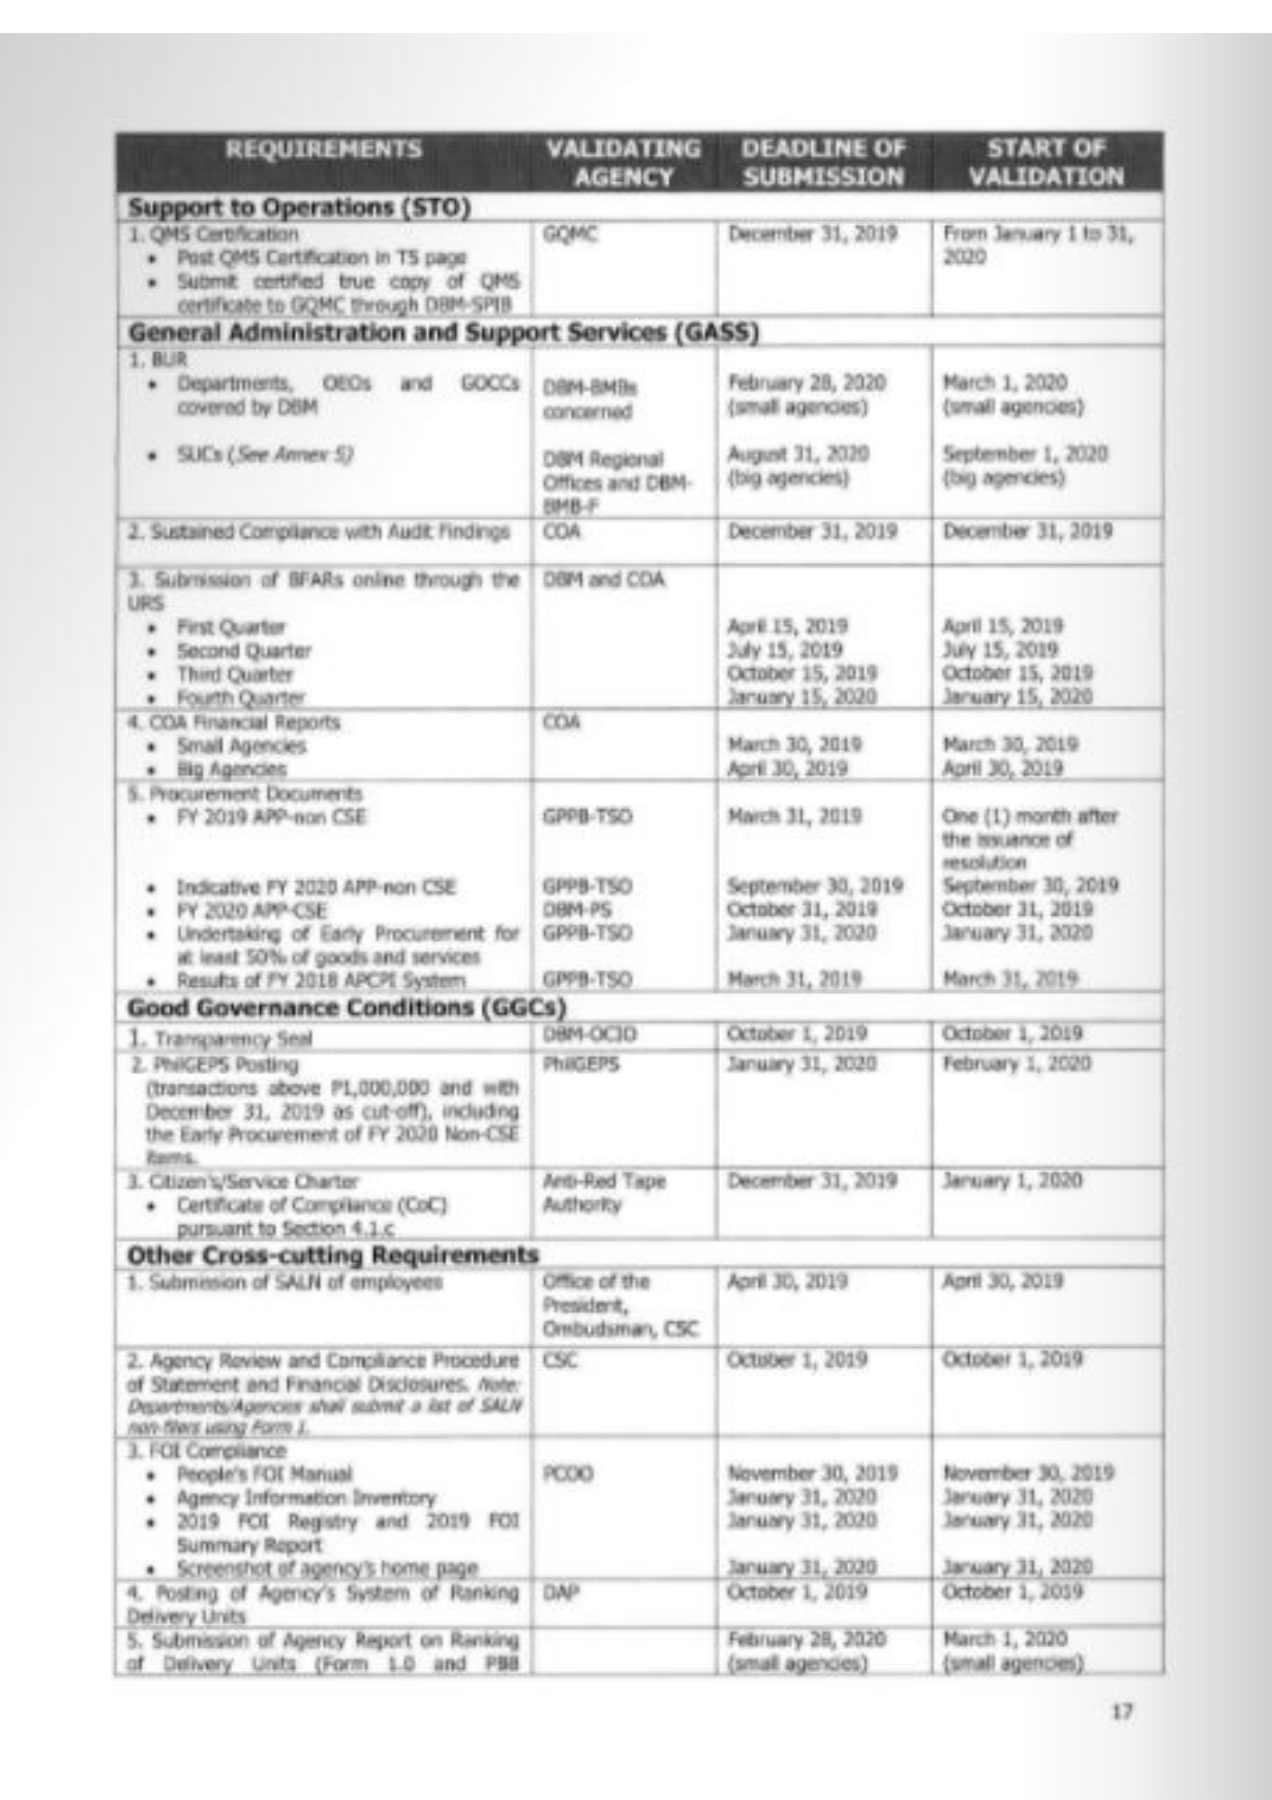 REQUIREMENTS VALIDATING AGENCY DEADLINE OF SUBMISSION START OF VALIDATION
Support to Operations (STO)
1. QMS Certification GQMC December 31, 2019 From January 1 to 31,
• Post QMS Certification in TS page 2020
• Submit certified true copy of QMS
certificate to GQMC through DBM-SPIB
General Administration and Support Services (GASS)
1. BUR
• Departments, OEOs and GOCCs DBM-BMBs February 28, 2020 March 1, 2020
covered by DBM concerned (small agencies) (small agencies)
• SUCs (See Annex 5) DBM Regional August 31, 2020 September 1, 2020
Offices and DBM- (big agencies) (big agencies)
BMB-F
2. Sustained Compliance with Audit Findings COA December 31, 2019 December 31, 2019
3. Submission of BFARs online through the DBM and COA
URS
• First Quarter April 15, 2019 April 15, 2019
• Second Quarter July 15, 2019 July 15, 2019
• Third Quarter October 15, 2019 October 15, 2019
• Fourth Quarter January 15, 2020 January 15, 2020
4. COA Financial Reports COA
• Small Agencies March 30, 2019 March 30, 2019
• Big Agencies April 30, 2019 April 30, 2019
5. Procurement Documents
• FY 2019 APP-non CSE GPPB-TSO March 31, 2019 One (1) month after
the issuance of
resolution
• Indicative FY 2020 APP-non CSE GPPB-TSO September 30, 2019 September 30, 2019
• FY 2020 APP-CSE DBM-PS October 31, 2019 October 31, 2019
• Undertaking of Early Procurement for GPPB-TSO January 31, 2020 January 31, 2020
at least 50% of goods and services
• Results of FY 2018 APCPI System GPPB-TSO March 31, 2019 March 31, 2019
Good Governance Conditions (GGCs)
1. Transparency Seal DBM-OCIO October 1, 2019 October 1, 2019
2. PhilGEPS Posting PhilGEPS January 31, 2020 February 1, 2020
(transactions above P1,000,000 and with
December 31, 2019 as cut-off), including
the Early Procurement of FY 2020 Non-CSE
items.
3. Citizen's/Service Charter Anti-Red Tape December 31, 2019 January 1, 2020
• Certificate of Compliance (CoC) Authority
pursuant to Section 4.1.c
Other Cross-cutting Requirements
1. Submission of SALN of employees Office of the April 30, 2019 April 30, 2019
President,
Ombudsman, CSC
2. Agency Review and Compliance Procedure CSC October 1, 2019 October 1, 2019
of Statement and Financial Disclosures. Note:
Departments/Agencies shall submit a list of SALN
non-filers using Form 1.
3. FOI Compliance
• People's FOI Manual PCOO November 30, 2019 November 30, 2019
• Agency Information Inventory January 31, 2020 January 31, 2020
• 2019 FOI Registry and 2019 FOI January 31, 2020 January 31, 2020
Summary Report
• Screenshot of agency's home page January 31, 2020 January 31, 2020
4. Posting of Agency's System of Ranking DAP October 1, 2019 October 1, 2019
Delivery Units
5. Submission of Agency Report on Ranking February 28, 2020 March 1, 2020
of Delivery Units (Form 1.0 and PBB (small agencies) (small agencies)
17